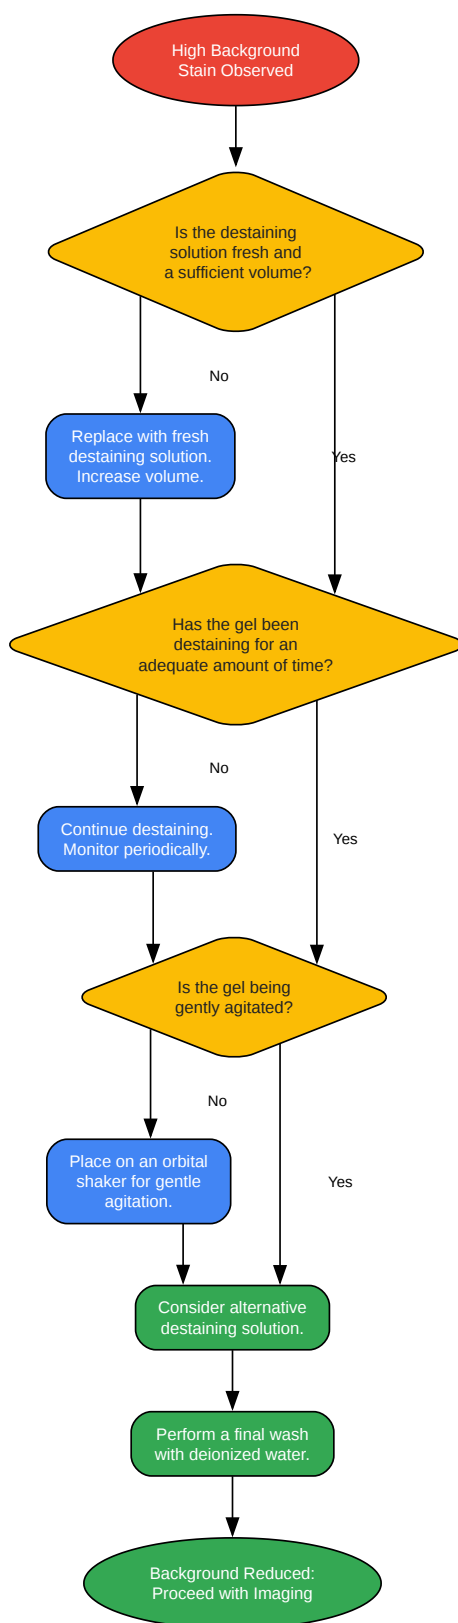 High Background
Stain Observed
Is the destaining
solution fresh and
a sufficient volume?
No
Replace with fresh
destaining solution.
Increase volume.
Yes
Has the gel been
destaining for an
adequate amount of time?
No
Continue destaining.
Monitor periodically.
Yes
Is the gel being
gently agitated?
No
Place on an orbital
shaker for gentle
agitation.
Yes
Consider alternative
destaining solution.
Perform a final wash
with deionized water.
Background Reduced:
Proceed with Imaging